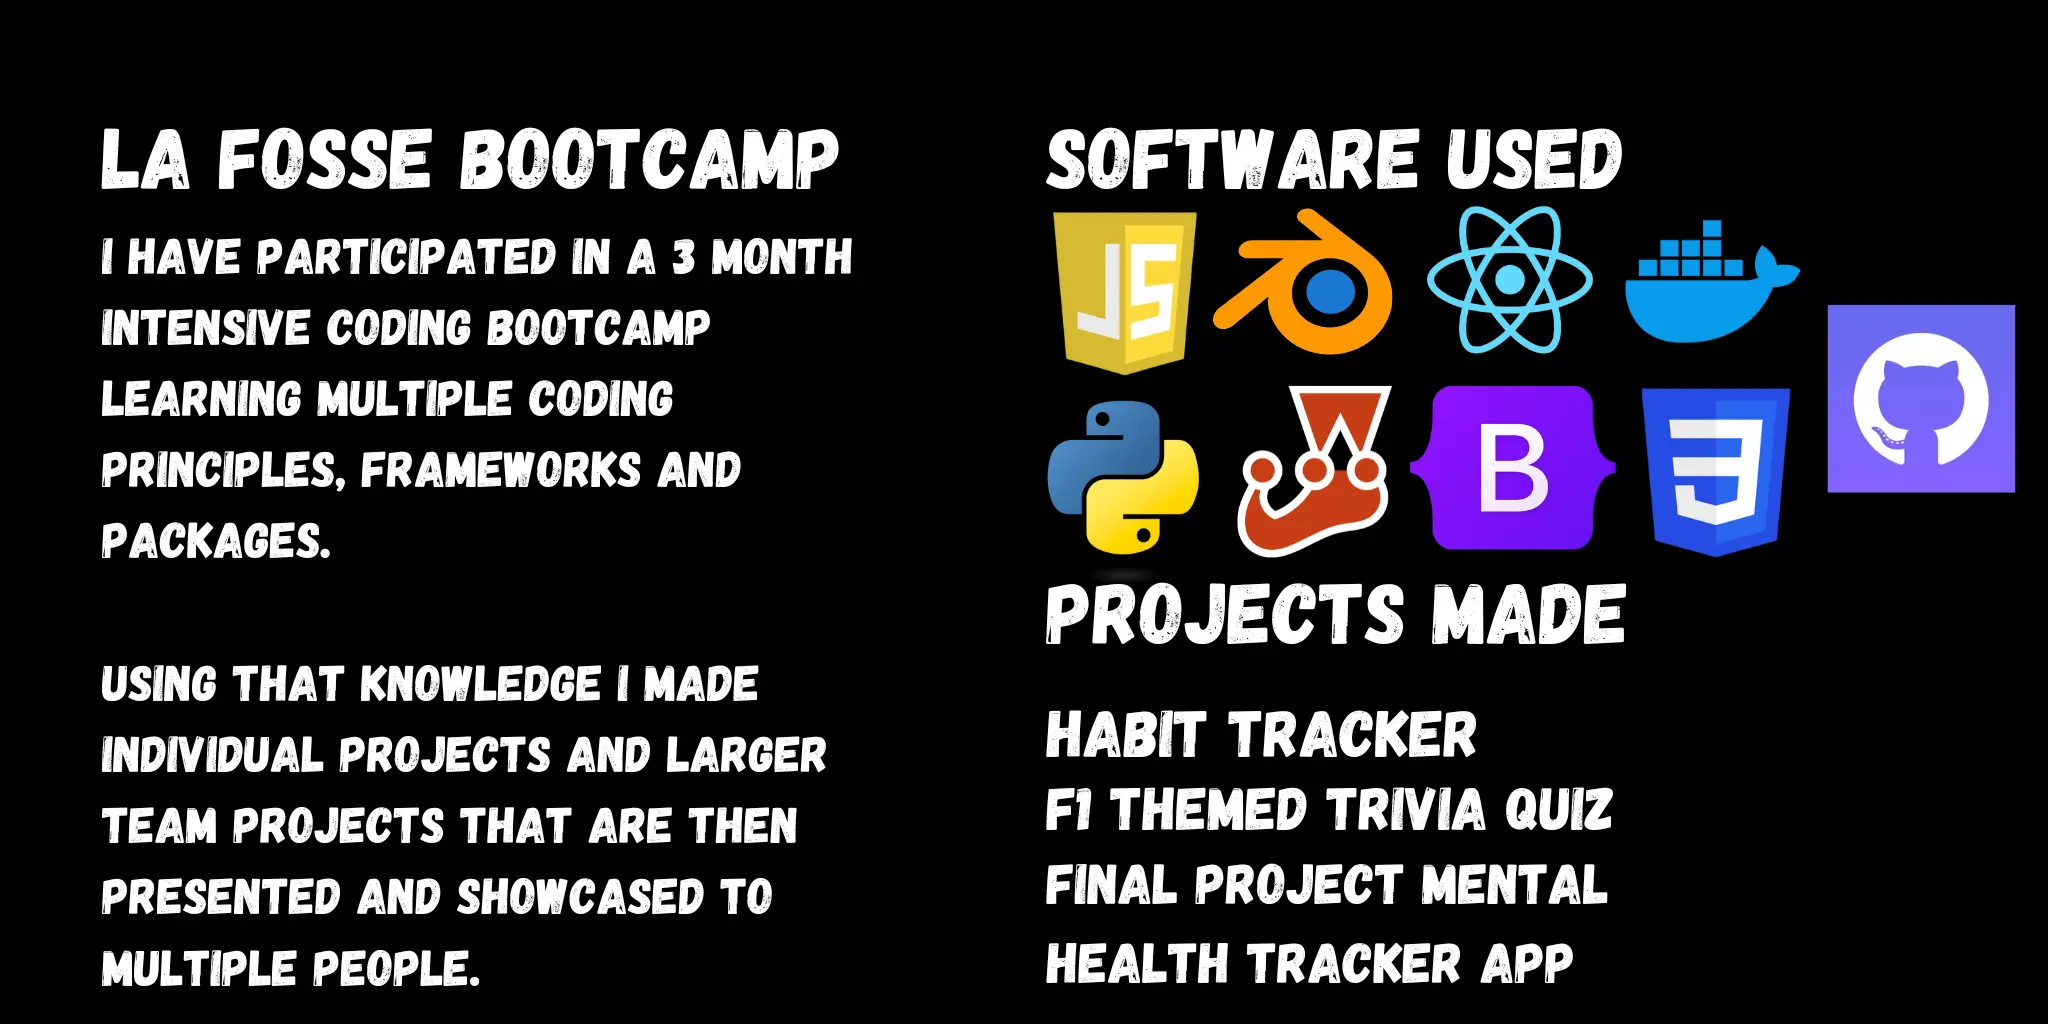 LA FOSSE BOOTCAMP
I HAVE PARTICIPATED IN A 3 MONTH
INTENSIVE CODING BOOTCAMP
LEARNING MULTIPLE CODING
PRINCIPLES, FRAMEWORKS AND
PACKAGES.
USING THAT KNOWLEDGE I MADE
INDIVIDUAL PROJECTS AND LARGER
TEAM PROJECTS THAT ARE THEN
PRESENTED AND SHOWCASED TO
MULTIPLE PEOPLE.
SOFTWARE USED
JS
B
3
PROJECTS MADE
HABIT TRACKER
F1 THEMED TRIVIA QUIZ
FINAL PROJECT MENTAL
HEALTH TRACKER APP